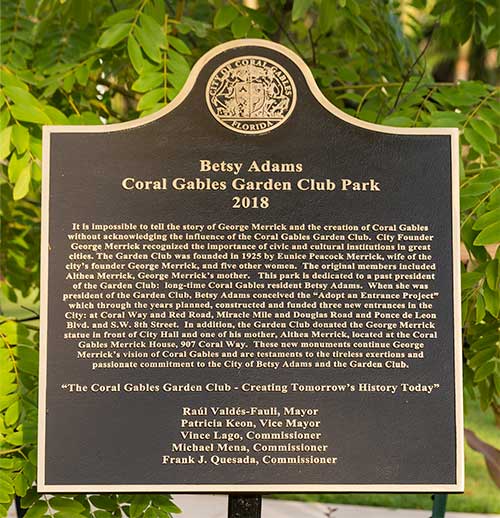 CITY OF CORAL GABLES
FLORIDA
Betsy Adams
Coral Gables Garden Club Park
2018
It is impossible to tell the story of George Merrick and the creation of Coral Gables
without acknowledging the influence of the Coral Gables Garden Club. City Founder
George Merrick recognized the importance of civic and cultural institutions in great
cities. The Garden Club was founded in 1925 by Eunice Peacock Merrick, wife of the
city's founder George Merrick, and five other women. The original members included
Althea Merrick, George Merrick's mother. This park is dedicated to a past president
of the Garden Club: long-time Coral Gables resident Betsy Adams. When she was
president of the Garden Club, Betsy Adams conceived the "Adopt an Entrance Project"
which through the years planned, constructed and funded three new entrances in the
City: at Coral Way and Red Road, Miracle Mile and Douglas Road and Ponce de Leon
Blvd. and S.W. 8th Street. In addition, the Garden Club donated the George Merrick
statue in front of City Hall and one of his mother, Althea Merrick, located at the Coral
Gables Merrick House, 907 Coral Way. These new monuments continue George
Merrick's vision of Coral Gables and are testaments to the tireless exertions and
passionate commitment to the City of Betsy Adams and the Garden Club.
"The Coral Gables Garden Club - Creating Tomorrow's History Today"
Raúl Valdés-Fauli, Mayor
Patricia Keon, Vice Mayor
Vince Lago, Commissioner
Michael Mena, Commissioner
Frank J. Quesada, Commissioner